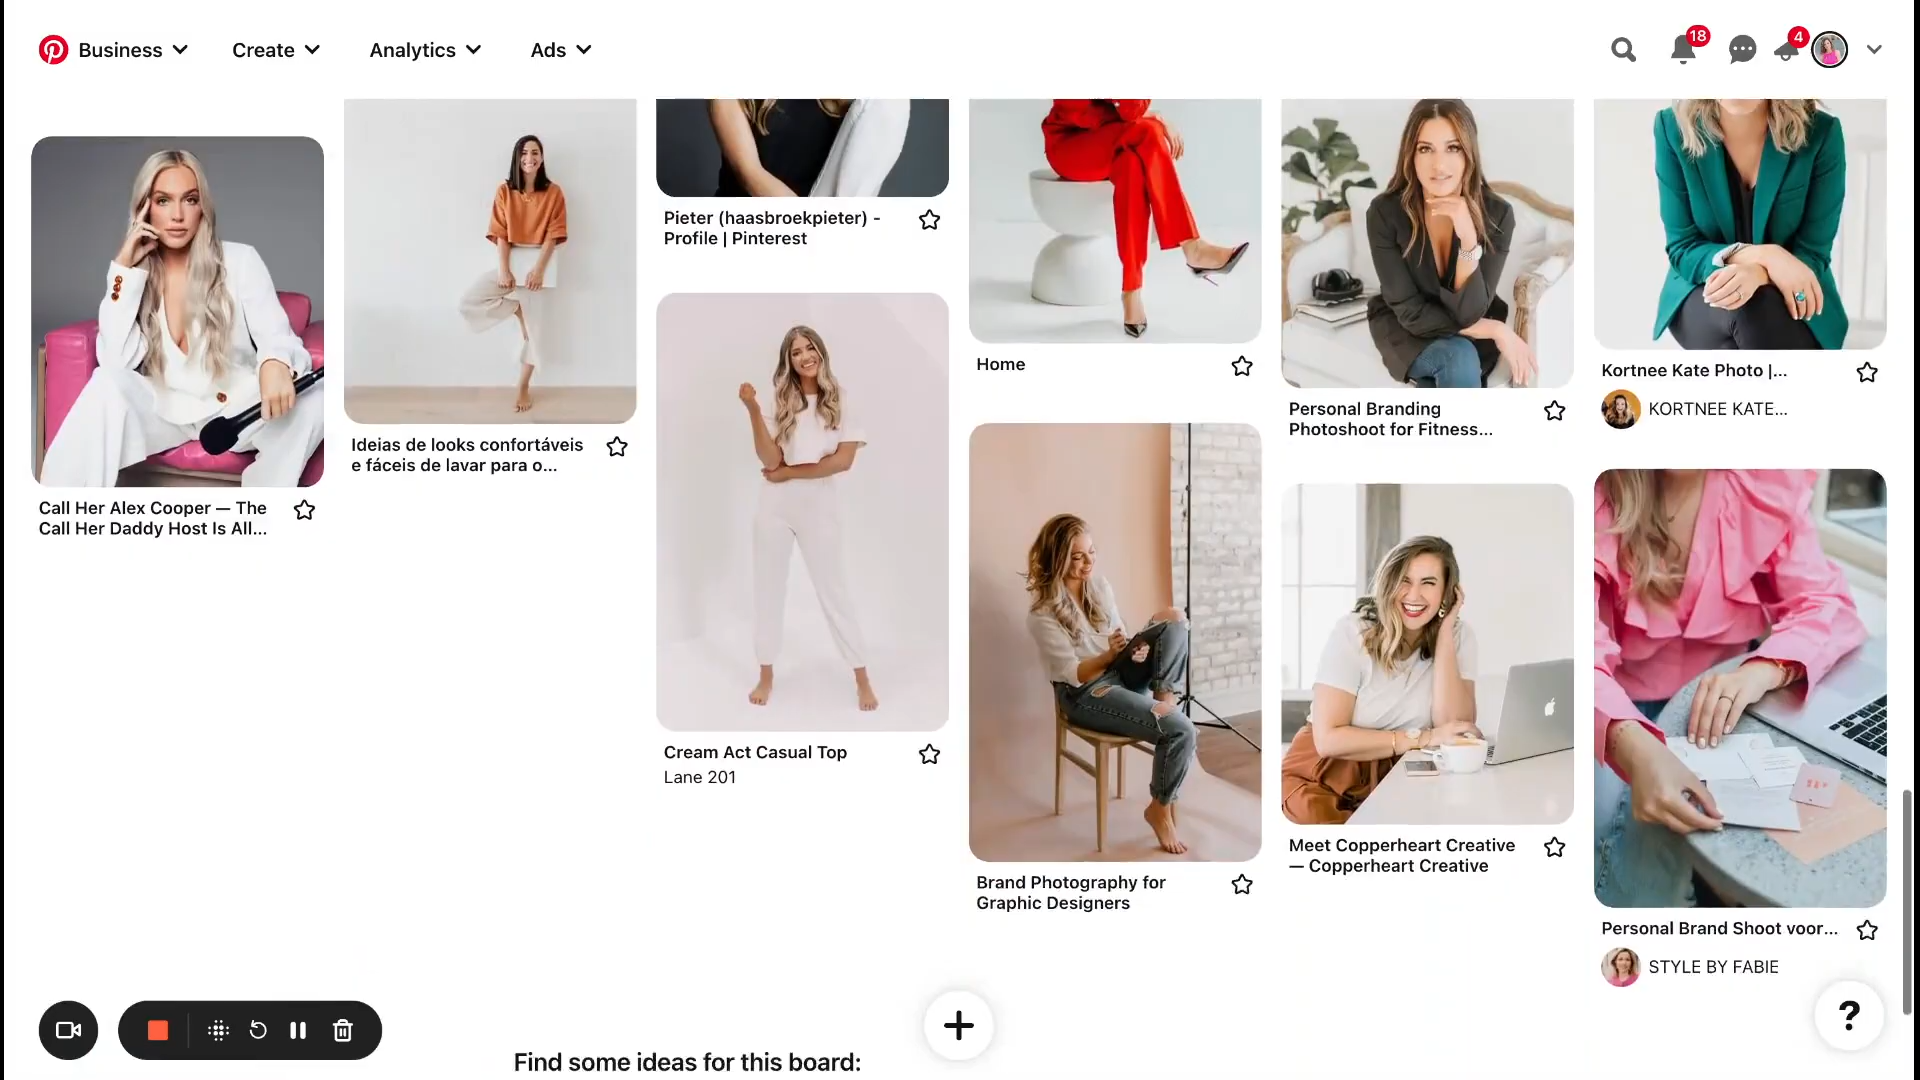 Business
Create
Analytics
Ads
18
4
Call Her Alex Cooper — The
Call Her Daddy Host Is All...
Ideias de looks confortáveis
e fáceis de lavar para o...
Pieter (haasbroekpieter) -
Profile | Pinterest
Cream Act Casual Top
Lane 201
Home
Brand Photography for
Graphic Designers
Personal Branding
Photoshoot for Fitness...
Meet Copperheart Creative
— Copperheart Creative
Kortnee Kate Photo |...
KORTNEE KATE...
Personal Brand Shoot voor...
STYLE BY FABIE
?
Find some ideas for this board: